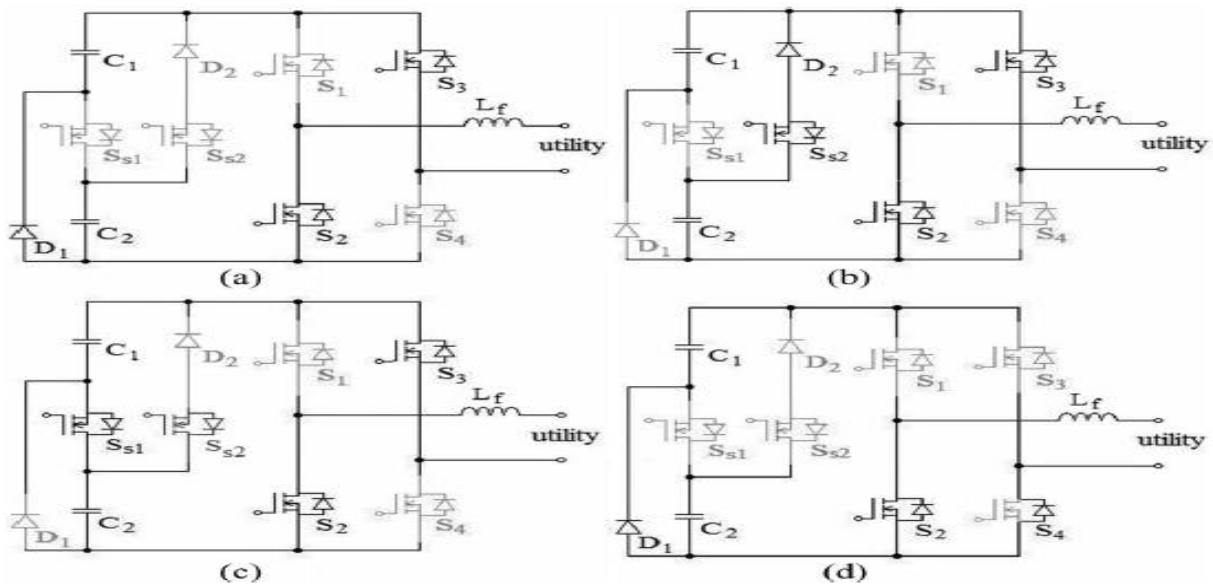 C1
D2
S1
S3
Lf
utility
Ss1
Ss2
C2
D1
S2
S4
(a)
C1
D2
S1
S3
Lf
utility
Ss1
Ss2
C2
D1
S2
S4
(b)
C1
D2
S1
S3
Lf
utility
Ss1
Ss2
C2
D1
S2
S4
(c)
C1
D2
S1
S3
Lf
utility
Ss1
Ss2
C2
D1
S2
S4
(d)